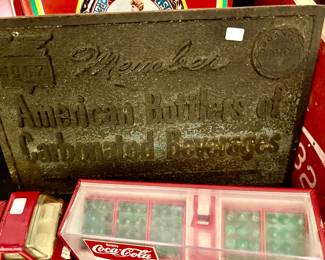 1957
Member
American Bottlers of
Carbonated Beverages
Coca-Cola